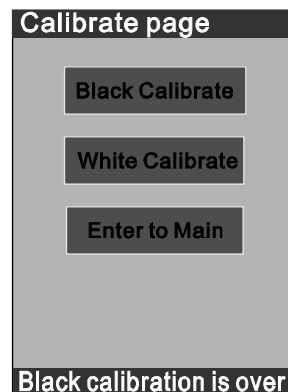 Calibrate page
Black Calibrate
White Calibrate
Enter to Main
Black calibration is over